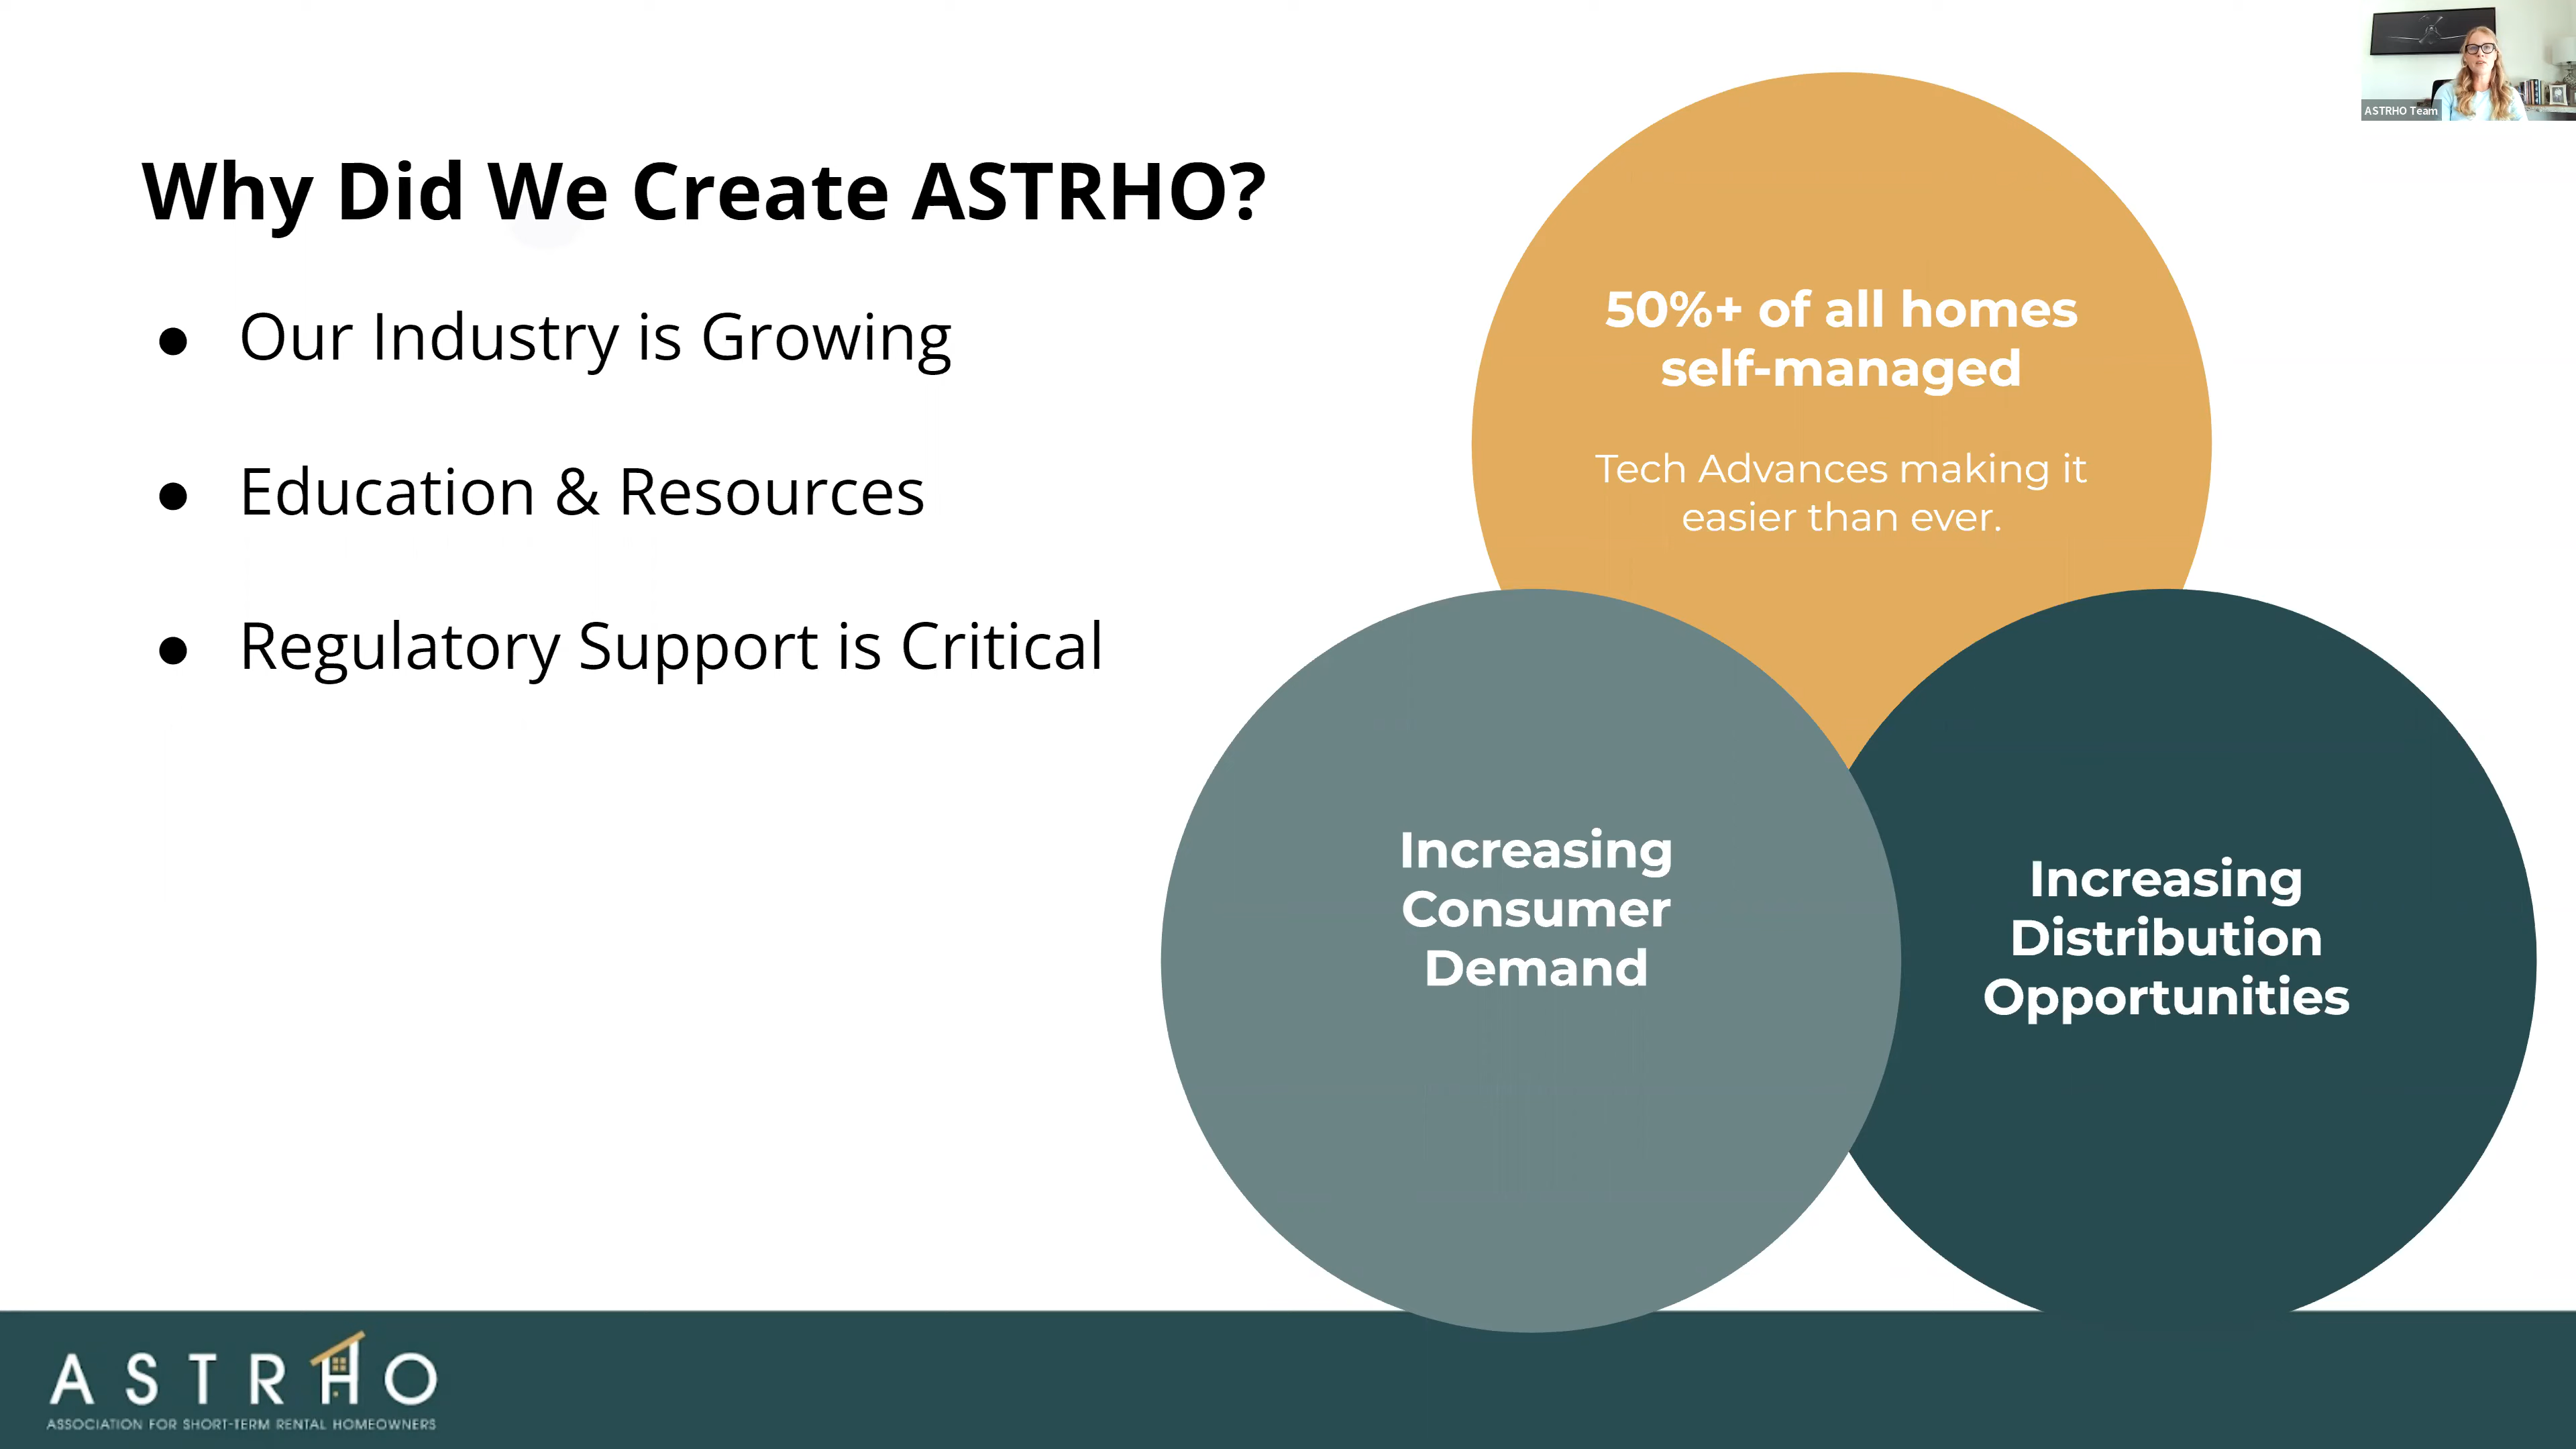 Why Did We Create ASTRHO?
● Our Industry is Growing
● Education & Resources
● Regulatory Support is Critical
50%+ of all homes
self-managed
Tech Advances making it
easier than ever.
Increasing
Consumer
Demand
Increasing
Distribution
Opportunities
ASTRHO Team
ASTRHO
ASSOCIATION FOR SHORT-TERM RENTAL HOMEOWNERS